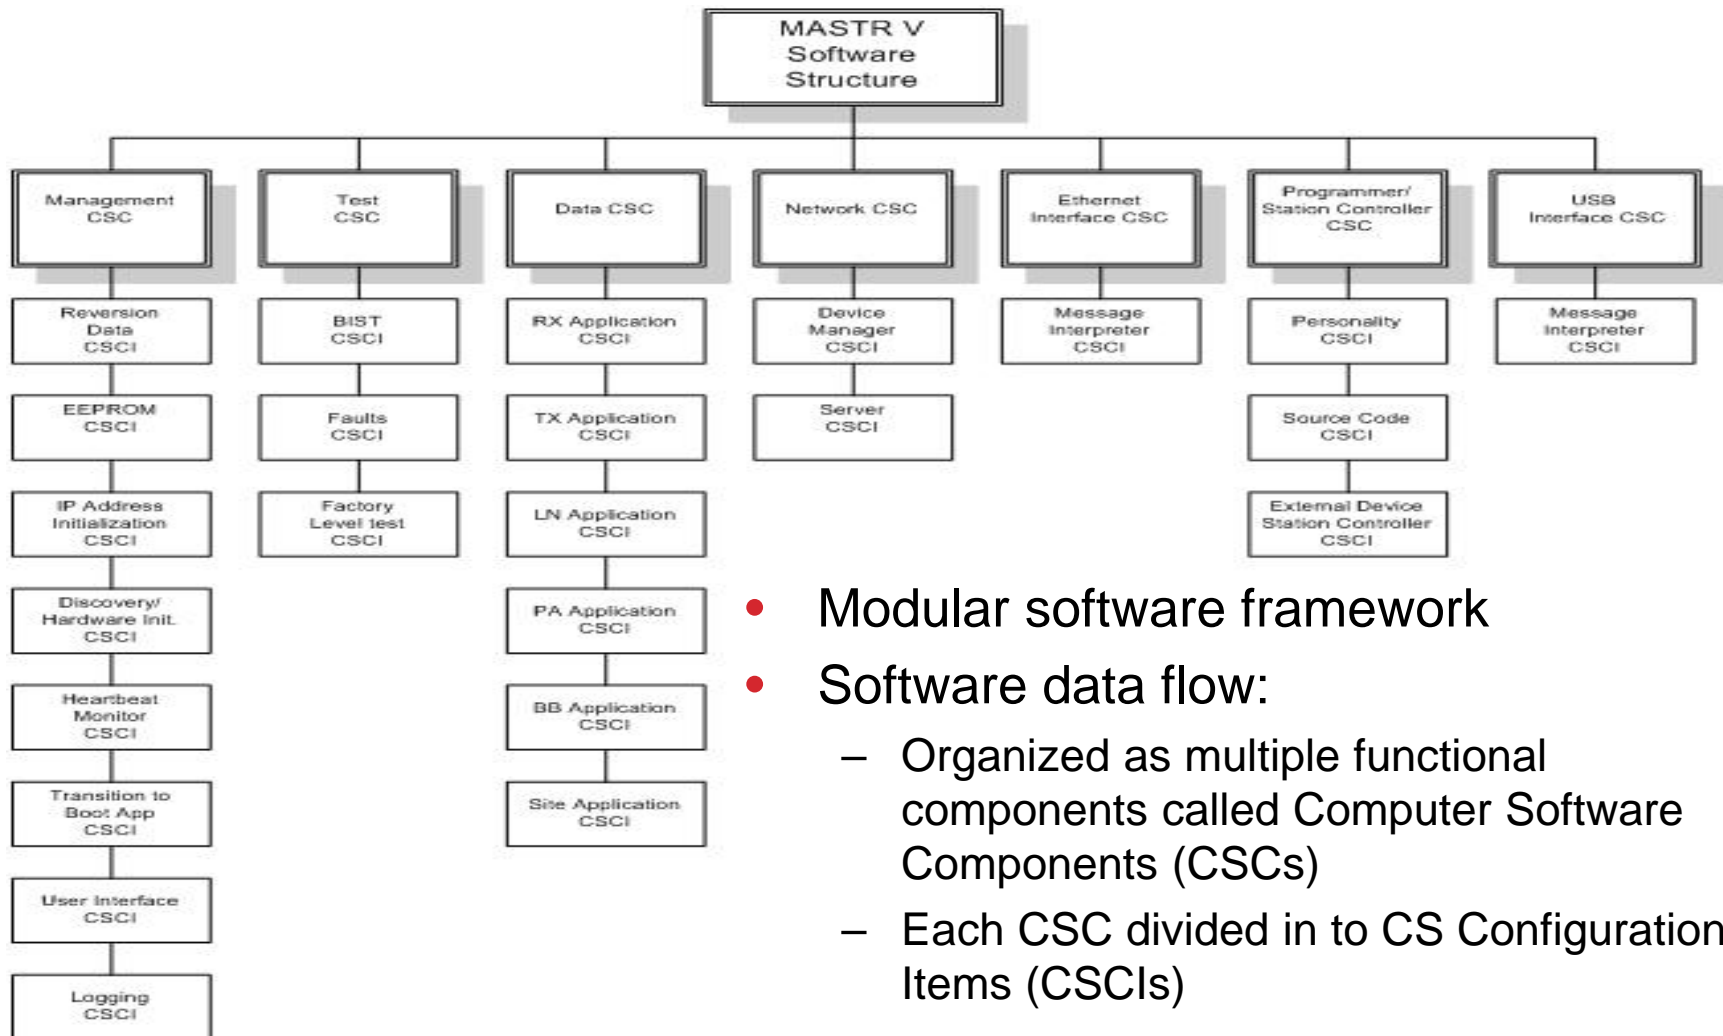 MASTR V
Software
Structure
Management
CSC
Test
CSC
Data CSC
Network CSC
Ethernet
Interface CSC
Programmer/
Station Controller
CSC
USB
Interface CSC
Reversion
Data
CSCI
BIST
CSCI
RX Application
CSCI
Device
Manager
CSCI
Message
Interpreter
CSCI
Personality
CSCI
Message
Interpreter
CSCI
EEPROM
CSCI
Faults
CSCI
TX Application
CSCI
Server
CSCI
Source Code
CSCI
IP Address
Initialization
CSCI
Factory
Level test
CSCI
LN Application
CSCI
External Device
Station Controller
CSCI
Discovery/
Hardware Init.
CSCI
PA Application
CSCI
Heartbeat
Monitor
CSCI
BB Application
CSCI
Transition to
Boot App
CSCI
Site Application
CSCI
User Interface
CSCI
Logging
CSCI
• Modular software framework
• Software data flow:
– Organized as multiple functional
components called Computer Software
Components (CSCs)
– Each CSC divided in to CS Configuration
Items (CSCIs)